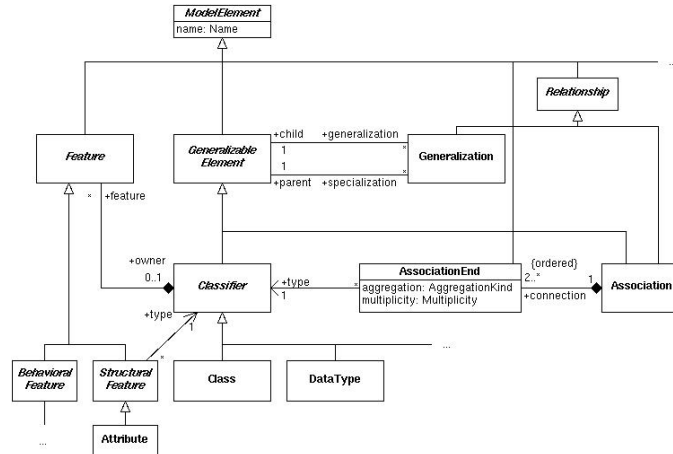 ModelElement
name: Name
...
Relationship
Feature
Generalizable
Element
+child
+generalization
1
*
1
*
+parent
+specialization
Generalization
*
+feature
+owner
0..1
Classifier
+type
1
*
AssociationEnd
aggregation: AggregationKind
multiplicity: Multiplicity
{ordered}
2..*
1
+connection
Association
+type
1
*
...
Behavioral
Feature
Structural
Feature
Class
DataType
...
Attribute